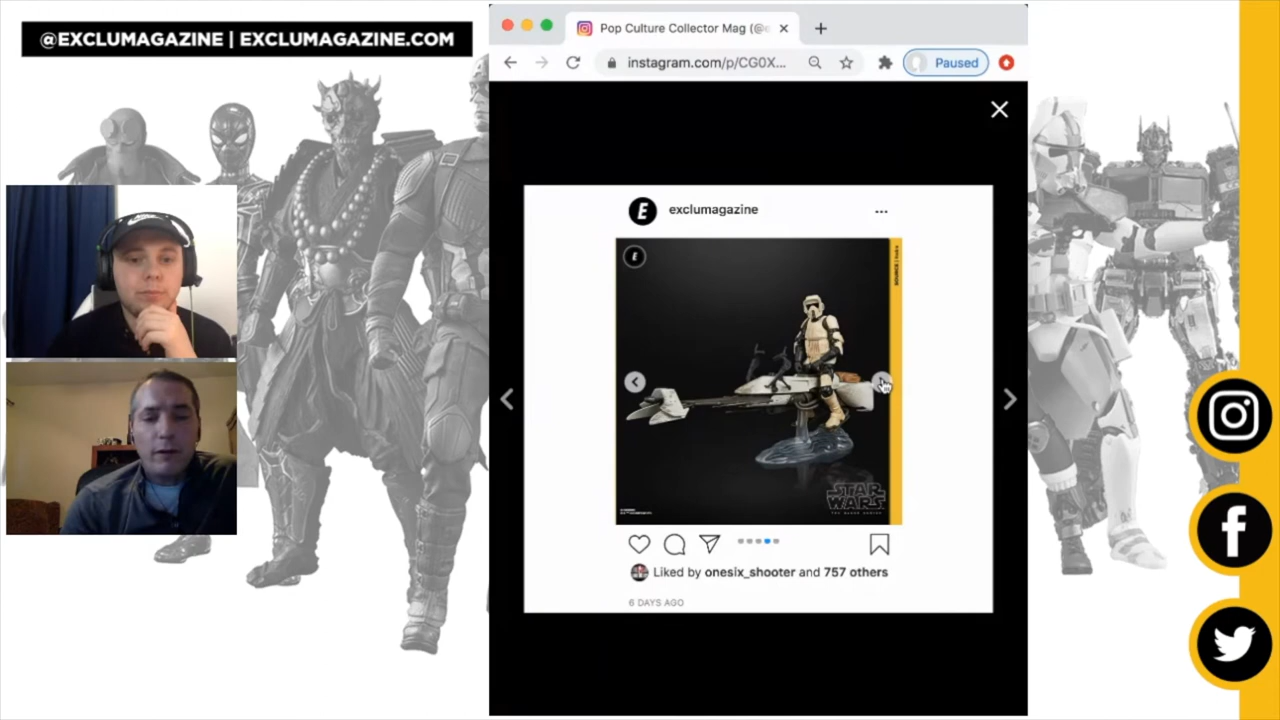 @EXCLUMAGAZINE | EXCLUMAGAZINE.COM
Pop Culture Collector Mag (@e
instagram.com/p/CG0X...
Paused
E
exclumagazine
E
STAR
WARS
THE BLACK SERIES
Liked by onesix_shooter and 757 others
6 DAYS AGO